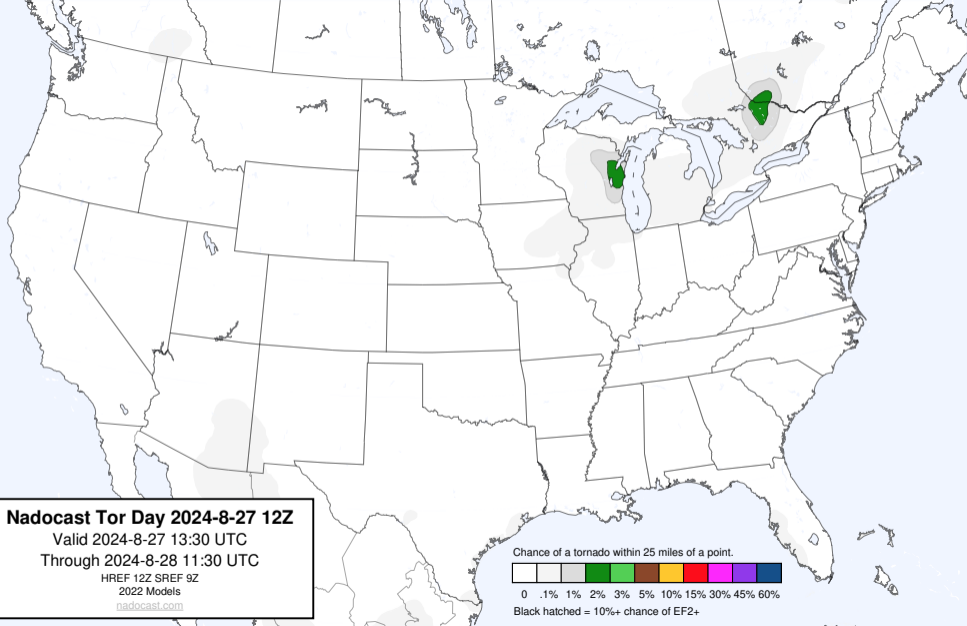 Nadocast Tor Day 2024-8-27 12Z
Valid 2024-8-27 13:30 UTC
Through 2024-8-28 11:30 UTC
HREF 12Z SREF 9Z
2022 Models
nadocast.com
Chance of a tornado within 25 miles of a point.
0 .1% 1% 2% 3% 5% 10% 15% 30% 45% 60%
Black hatched = 10%+ chance of EF2+